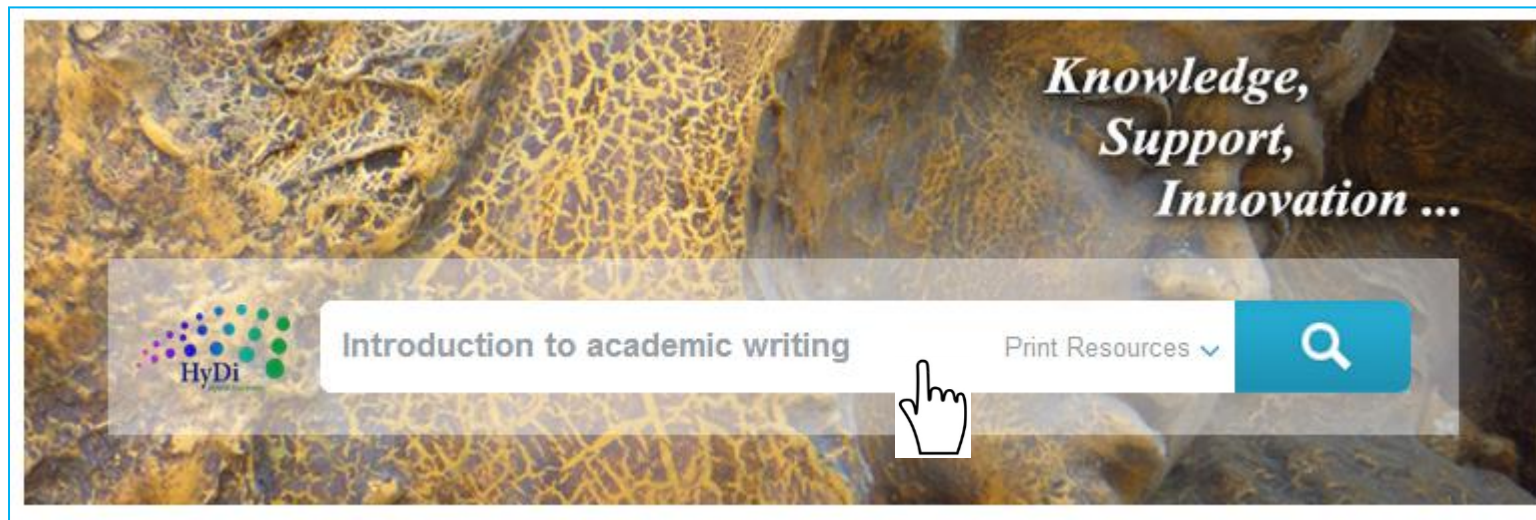 Knowledge,
Support,
Innovation ...
Introduction to academic writing
Print Resources
HyDi